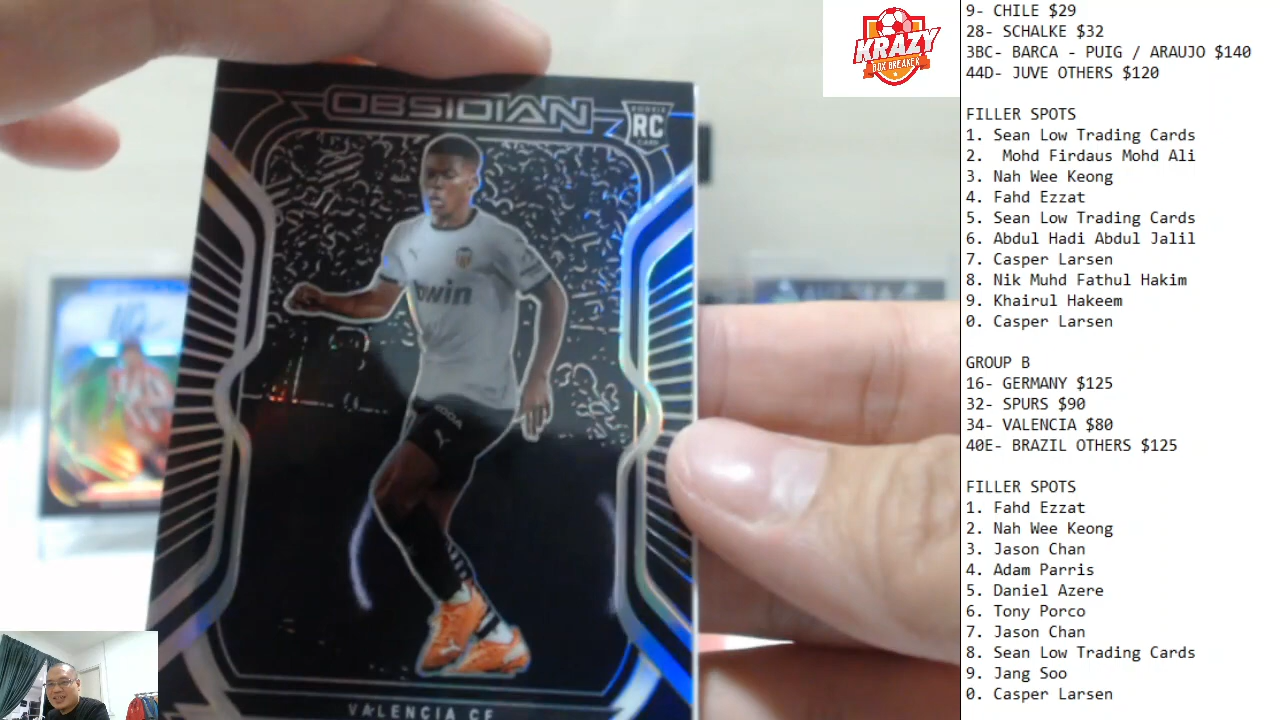 OBSIDIAN
ROOKIE
RC
CARD
bwin
VALENCIA CF
KRAZY
BOX BREAKER
9- CHILE $29
28- SCHALKE $32
3BC- BARCA - PUIG / ARAUJO $140
44D- JUVE OTHERS $120
FILLER SPOTS
1. Sean Low Trading Cards
2.  Mohd Firdaus Mohd Ali
3. Nah Wee Keong
4. Fahd Ezzat
5. Sean Low Trading Cards
6. Abdul Hadi Abdul Jalil
7. Casper Larsen
8. Nik Muhd Fathul Hakim
9. Khairul Hakeem
0. Casper Larsen
GROUP B
16- GERMANY $125
32- SPURS $90
34- VALENCIA $80
40E- BRAZIL OTHERS $125
FILLER SPOTS
1. Fahd Ezzat
2. Nah Wee Keong
3. Jason Chan
4. Adam Parris
5. Daniel Azere
6. Tony Porco
7. Jason Chan
8. Sean Low Trading Cards
9. Jang Soo
0. Casper Larsen